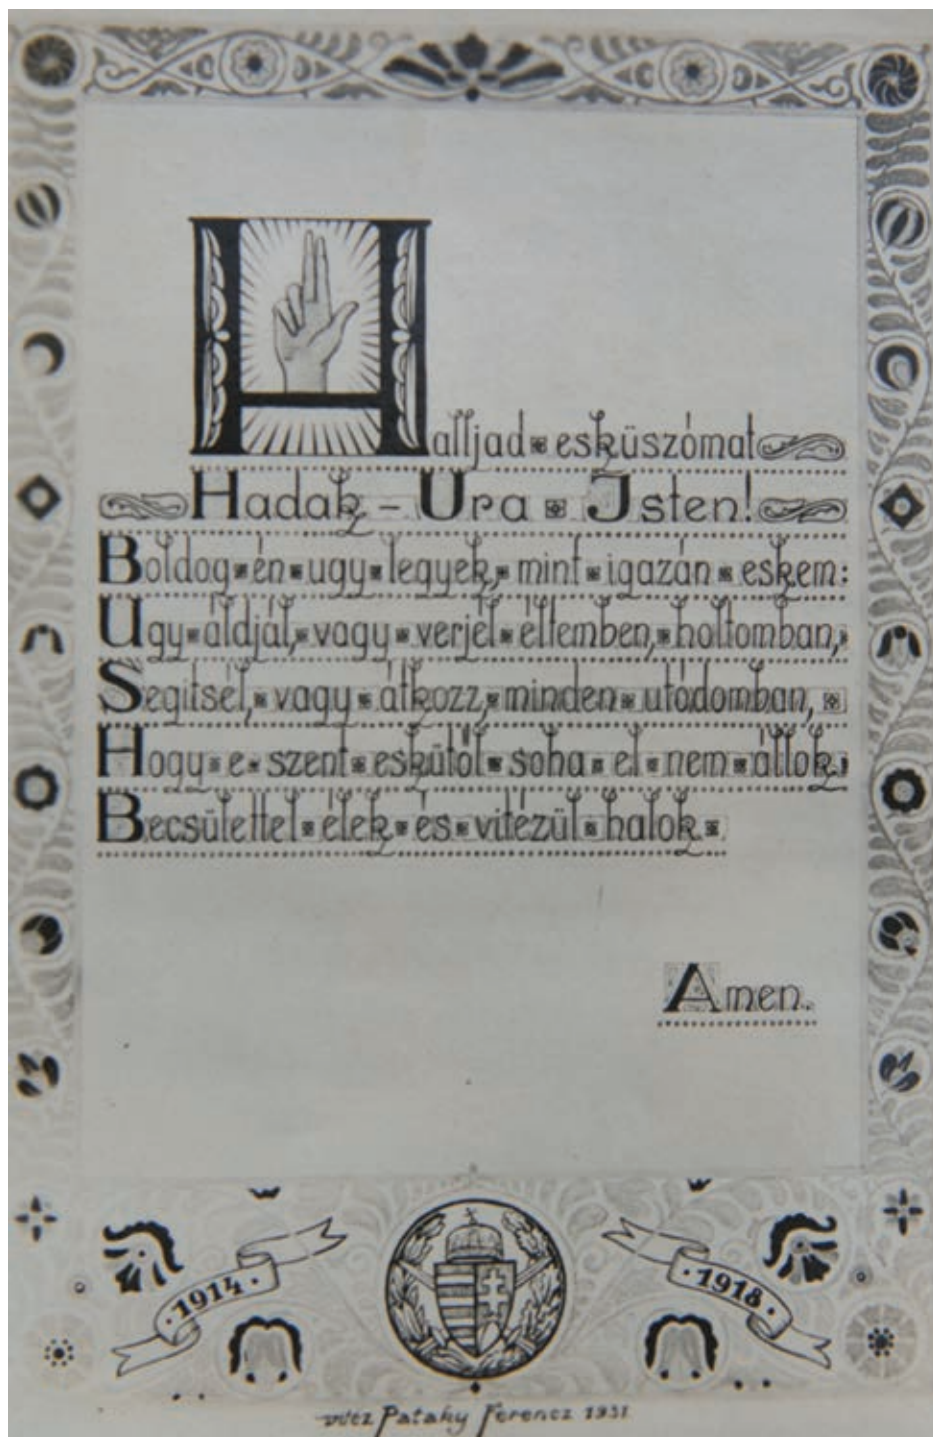 Halljad esküszómat
Hadak-Ura Isten!
Boldog én ugy legyek, mint igazán eskem:
Ugy áldjál, vagy verjél éltemben, holtomban,
Segitsél, vagy átkozz, minden utódomban,
Hogy e szent eskütöl soha el nem állok,
Becsülettel élek és vitézül halok.
Amen.
1914
1918
vitéz Pataky Ferencz 1931